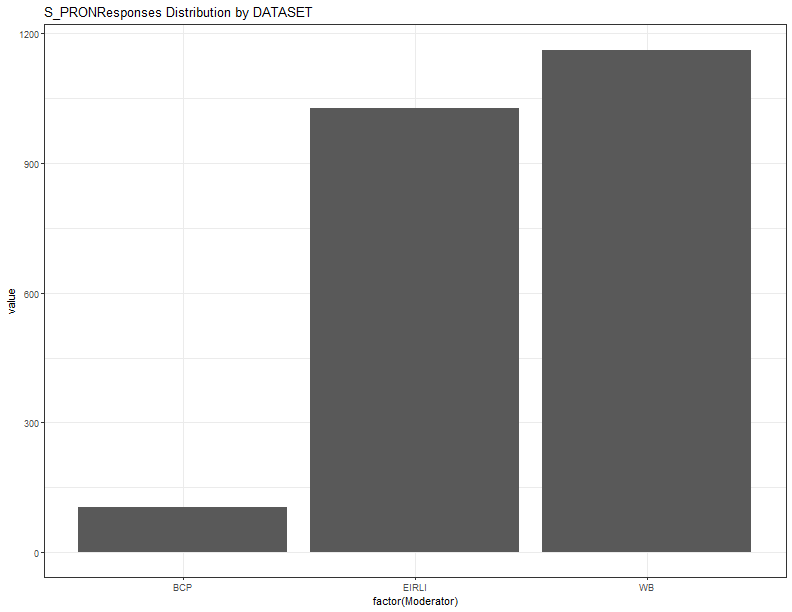 S_PRONResponses Distribution by DATASET
1200
900
600
300
0
value
BCP EIRLI WB
factor(Moderator)